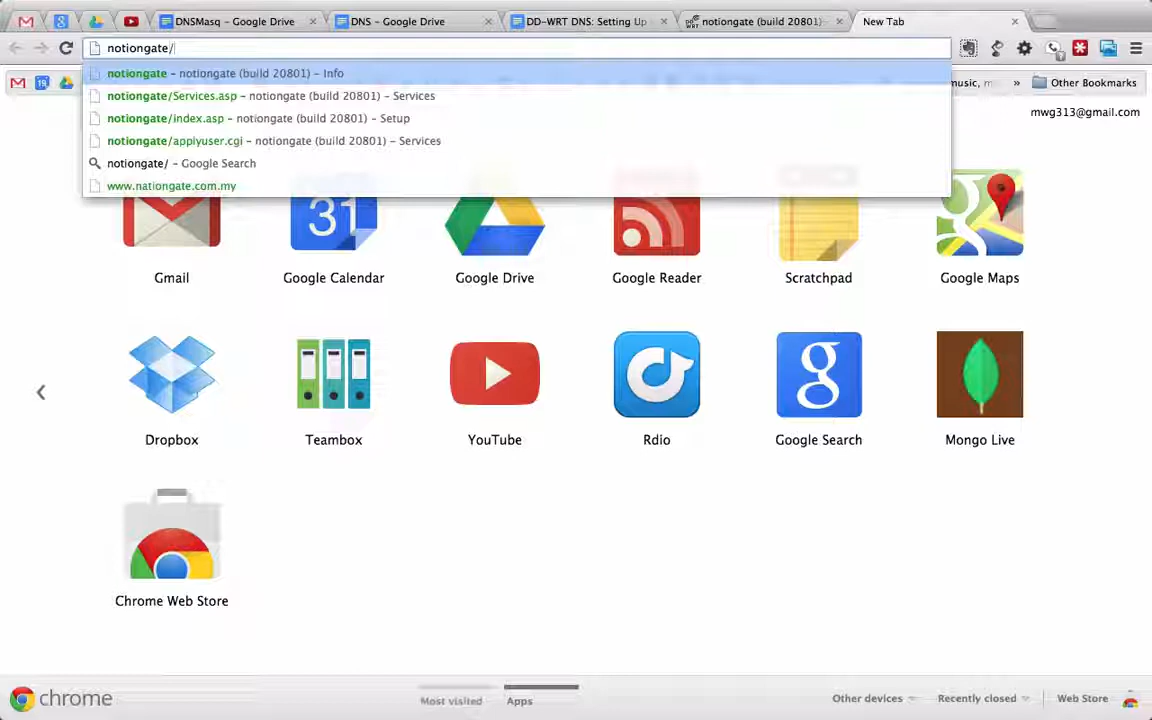 DNSMasq - Google Drive
DNS - Google Drive
DD-WRT DNS: Setting Up
notiongate (build 20801)
New Tab
notiongate/
notiongate - notiongate (build 20801) - Info
notiongate/Services.asp - notiongate (build 20801) - Services
notiongate/index.asp - notiongate (build 20801) - Setup
notiongate/applyuser.cgi - notiongate (build 20801) - Services
notiongate/ - Google Search
www.nationgate.com.my
19
music, m
»
Other Bookmarks
mwg313@gmail.com
31
Gmail
Google Calendar
Google Drive
Google Reader
Scratchpad
Google Maps
Dropbox
Teambox
YouTube
Rdio
Google Search
Mongo Live
Chrome Web Store
chrome
Most visited
Apps
Other devices
Recently closed
Web Store